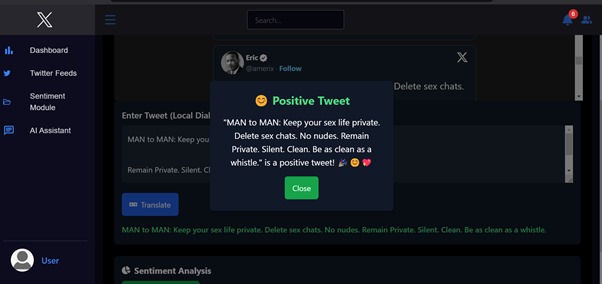 Search...
6
Dashboard
Twitter Feeds
Sentiment
Module
AI Assistant
User
Eric
@amerix · Follow
Delete sex chats.
Enter Tweet (Local Dial
MAN to MAN: Keep you
Remain Private. Silent. Cl
Positive Tweet
"MAN to MAN: Keep your sex life private.
Delete sex chats. No nudes. Remain
Private. Silent. Clean. Be as clean as a
whistle." is a positive tweet! 🎉 😊 💖
Close
Translate
MAN to MAN: Keep your sex life private. Delete sex chats. No nudes. Remain Private. Silent. Clean. Be as clean as a whistle.
Sentiment Analysis